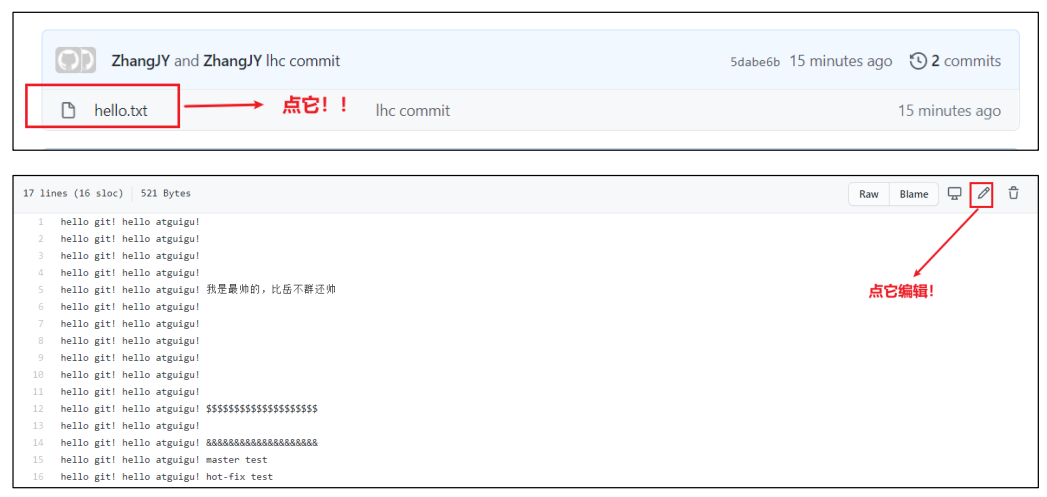 ZhangJY and ZhangJY lhc commit 5dabe6b 15 minutes ago 2 commits
hello.txt 点它！！ lhc commit 15 minutes ago
17 lines (16 sloc) 521 Bytes Raw Blame
1 hello git! hello atguigu!
2 hello git! hello atguigu!
3 hello git! hello atguigu!
4 hello git! hello atguigu!
5 hello git! hello atguigu! 我是最帅的，比岳不群还帅
点它编辑！
6 hello git! hello atguigu!
7 hello git! hello atguigu!
8 hello git! hello atguigu!
9 hello git! hello atguigu!
10 hello git! hello atguigu!
11 hello git! hello atguigu!
12 hello git! hello atguigu! $$$$$$$$$$$$$$$$$$$$
13 hello git! hello atguigu!
14 hello git! hello atguigu! &&&&&&&&&&&&&&&&&&&&
15 hello git! hello atguigu! master test
16 hello git! hello atguigu! hot-fix test